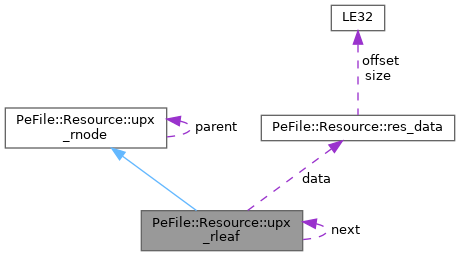 LE32
offset
size
PeFile::Resource::upx
_rnode
parent
PeFile::Resource::res_data
data
PeFile::Resource::upx
_rleaf
next